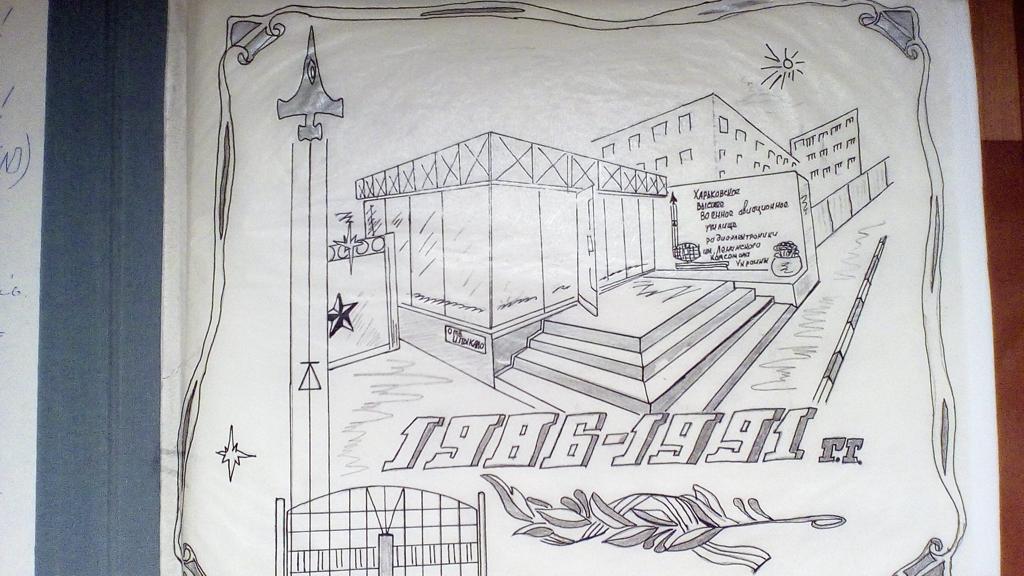 Харьковское
высшее
военное авиационное
училище
радиоэлектроники
им. Ленинского
комсомола
Украины
1986-1991 г.г.